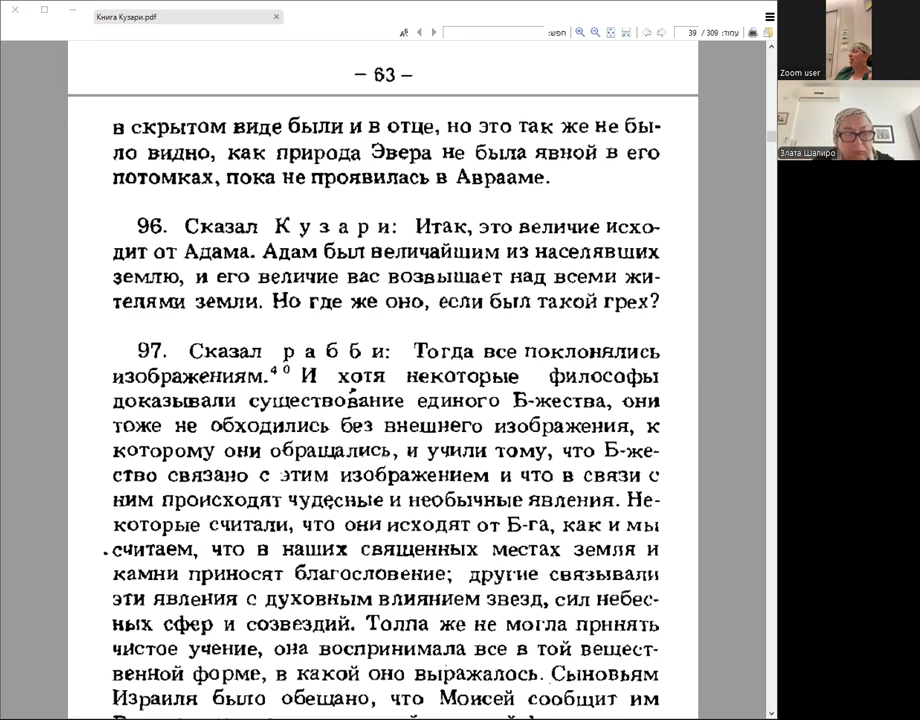 Книга Кузари.pdf
חפש:
עמוד: 309 / 39
– 63 –
в скрытом виде были и в отце, но это так же не бы-
ло видно, как природа Эвера не была явной в его
потомках, пока не проявилась в Аврааме.
96. Сказал К у з а р и: Итак, это величие исхо-
дит от Адама. Адам был величайшим из населявших
землю, и его величие вас возвышает над всеми жи-
телями земли. Но где же оно, если был такой грех?
97. Сказал р а б б и: Тогда все поклонялись
изображениям.⁴⁰ И хотя некоторые философы
доказывали существование единого Б-жества, они
тоже не обходились без внешнего изображения, к
которому они обращались, и учили тому, что Б-же-
ство связано с этим изображением и что в связи с
ним происходят чудесные и необычные явления. Не-
которые считали, что они исходят от Б-га, как и мы
считаем, что в наших священных местах земля и
камни приносят благословение; другие связывали
эти явления с духовным влиянием звезд, сил небес-
ных сфер и созвездий. Толпа же не могла принять
чистое учение, она воспринимала все в той вещест-
венной форме, в какой оно выражалось. Сыновьям
Израиля было обещано, что Моисей сообщит им
Zoom user
Злата Шапиро